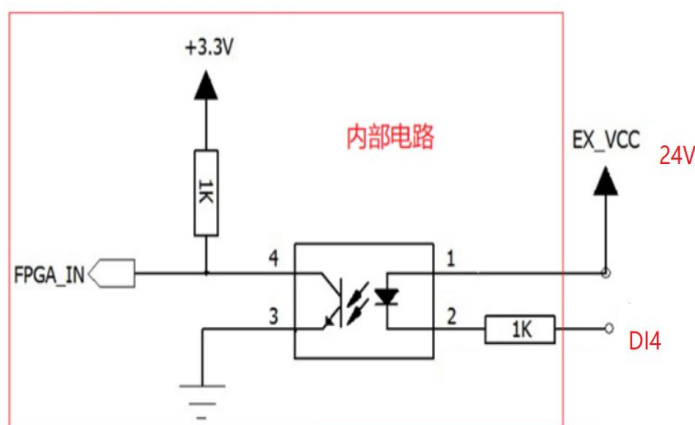 +3.3V
内部电路
EX_VCC
24V
1K
FPGA_IN
4
1
3
2
1K
DI4